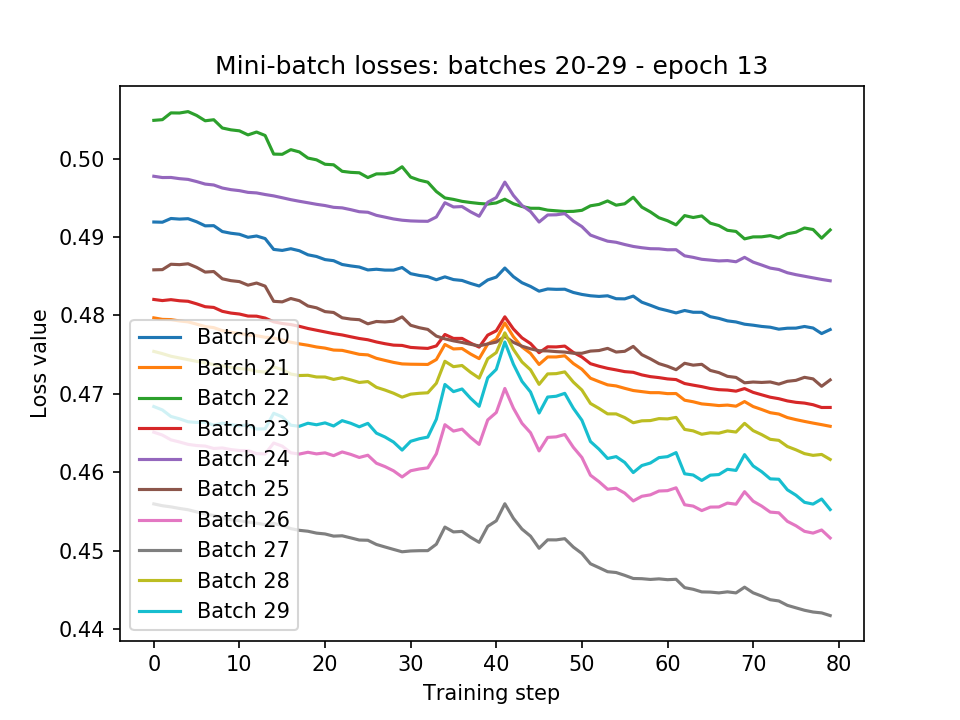 Mini-batch losses: batches 20-29 - epoch 13
0.50
0.49
0.48
0.47
0.46
0.45
0.44
Loss value
Batch 20
Batch 21
Batch 22
Batch 23
Batch 24
Batch 25
Batch 26
Batch 27
Batch 28
Batch 29
0 10 20 30 40 50 60 70 80
Training step